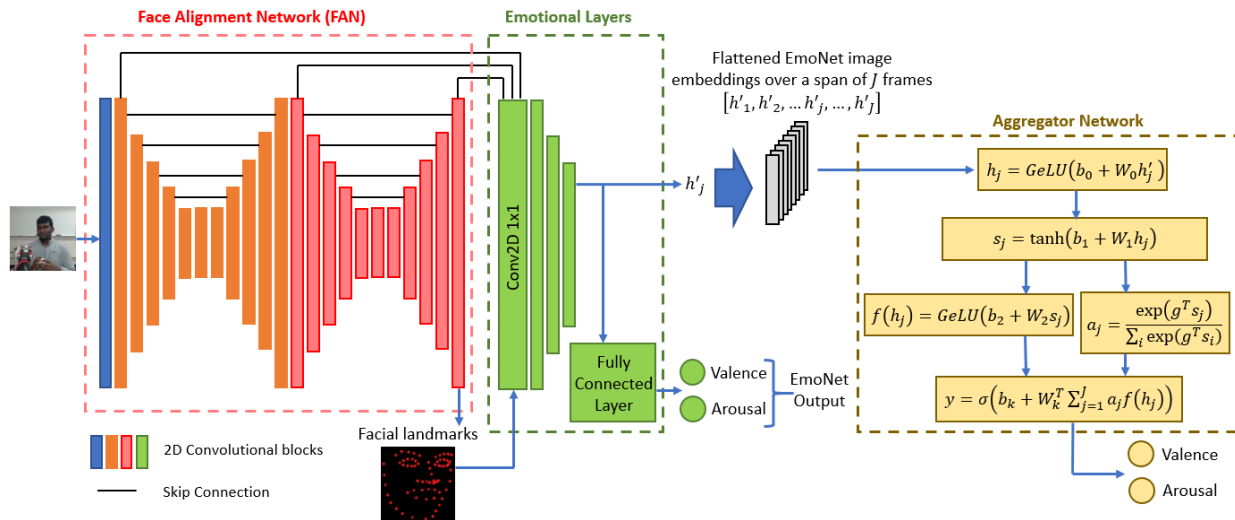 Face Alignment Network (FAN)
Emotional Layers
Flattened EmoNet image
embeddings over a span of J frames
[h'₁, h'₂, … h'ⱼ, …, h'_J]
Aggregator Network
Conv2D 1x1
h'ⱼ
hⱼ = GeLU(b₀ + W₀h'ⱼ)
sⱼ = tanh(b₁ + W₁hⱼ)
f(hⱼ) = GeLU(b₂ + W₂sⱼ)
aⱼ = exp(gᵀsⱼ) / ∑ᵢ exp(gᵀsᵢ)
y = σ(bₖ + Wₖᵀ ∑ⱼ₌₁ᴶ aⱼf(hⱼ))
Fully
Connected
Layer
Valence
Arousal
EmoNet
Output
Valence
Arousal
Facial landmarks
2D Convolutional blocks
Skip Connection